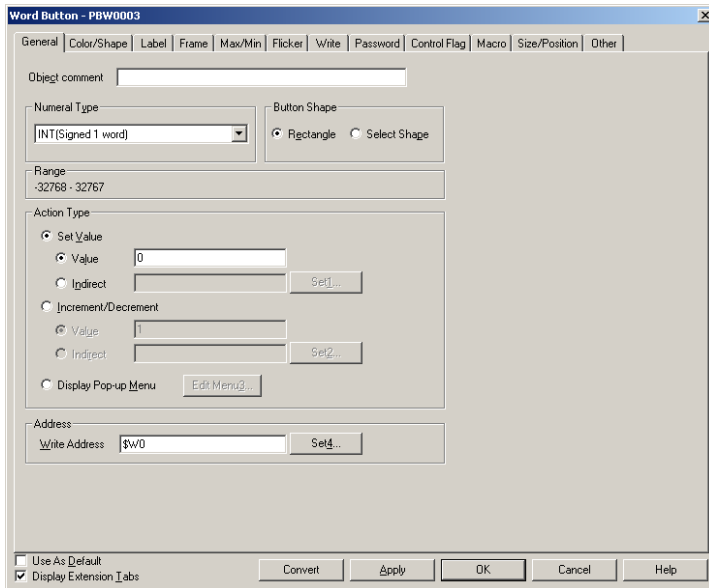 Word Button - PBW0003
General Color/Shape Label Frame Max/Min Flicker Write Password Control Flag Macro Size/Position Other
Object comment
Numeral Type
Button Shape
INT(Signed 1 word)
Rectangle Select Shape
Range
-32768 - 32767
Action Type
Set Value
Value 0
Indirect Set1...
Increment/Decrement
Value 1
Indirect Set2...
Display Pop-up Menu Edit Menu3...
Address
Write Address $W0 Set4...
Use As Default
Display Extension Tabs
Convert Apply OK Cancel Help